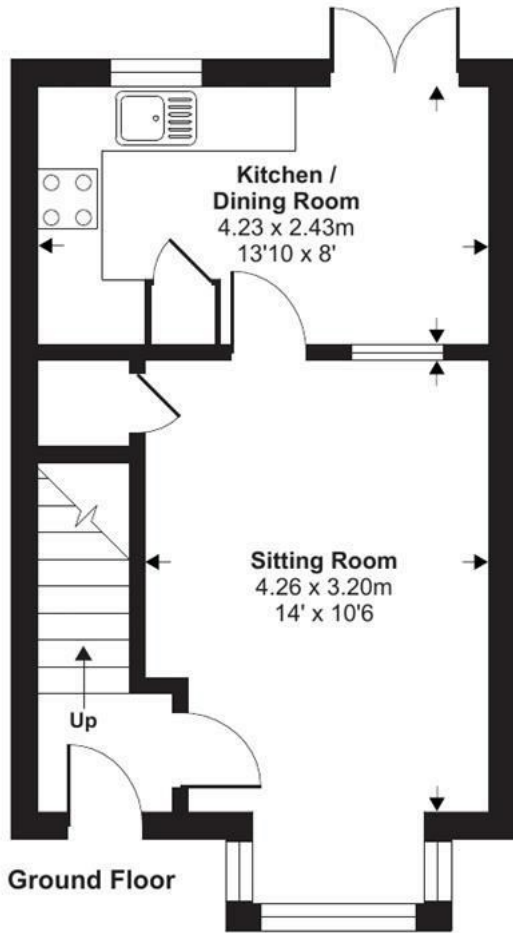 Kitchen /
Dining Room
4.23 x 2.43m
13'10 x 8'
Sitting Room
4.26 x 3.20m
14' x 10'6
Up
Ground Floor